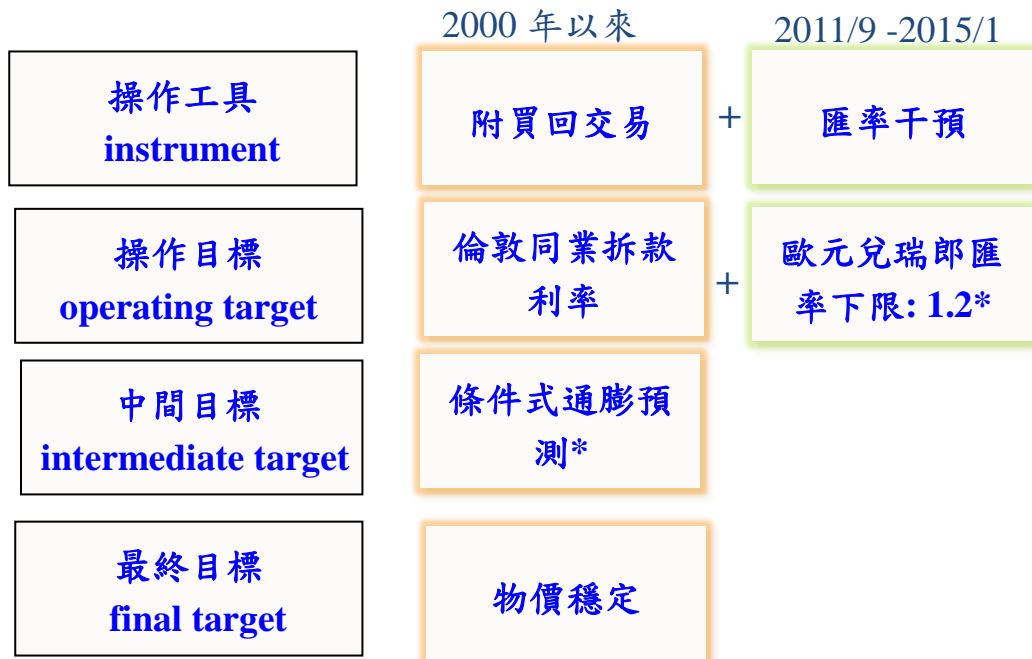 2000 年以來
2011/9 -2015/1
操作工具
instrument
附買回交易
+
匯率干預
操作目標
operating target
倫敦同業拆款
利率
+
歐元兌瑞郎匯
率下限: 1.2*
中間目標
intermediate target
條件式通膨預
測*
最終目標
final target
物價穩定